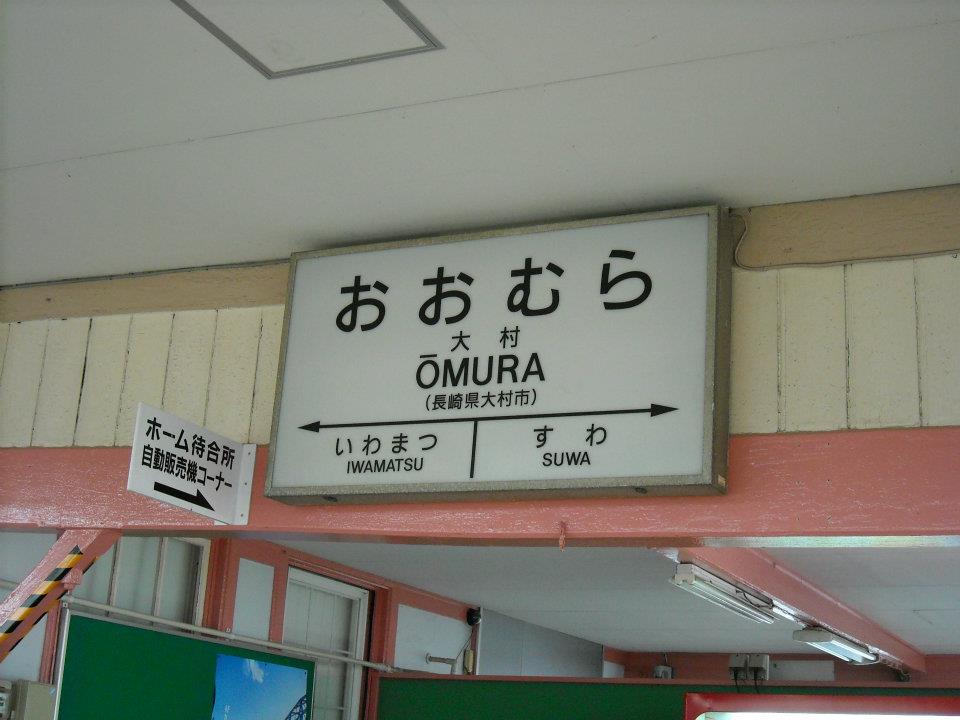 おおむら
大村
ŌMURA
(長崎県大村市)
いわまつ
IWAMATSU
すわ
SUWA
ホーム待合所
自動販売機コーナー